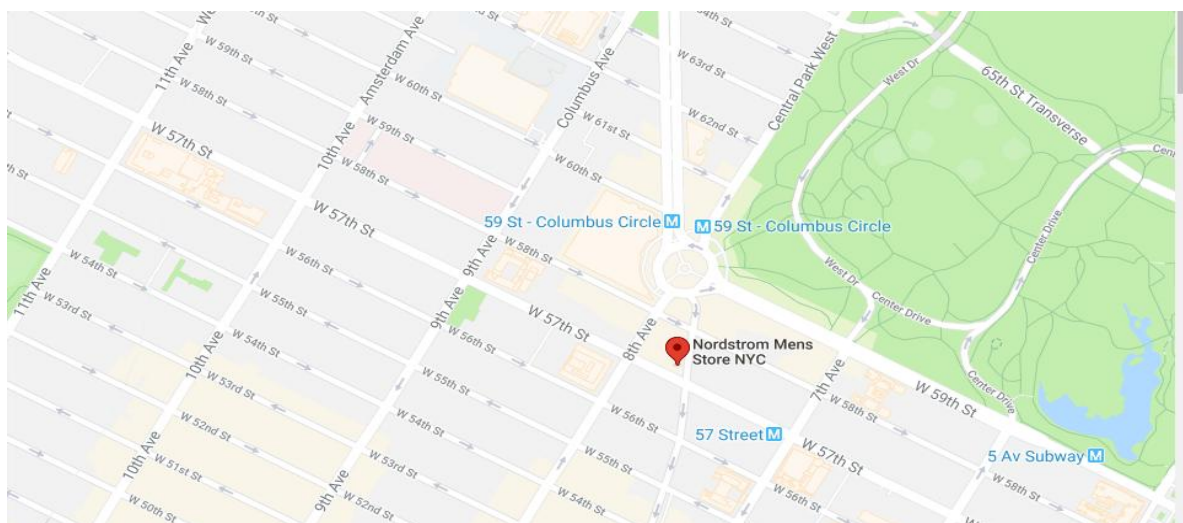 W 59th St
W 58th St
11th Ave
W 57th St
Amsterdam Ave
10th Ave
W 60th St
W 59th St
W 58th St
Columbus Ave
W 61st St
W 60th St
W 63rd St
W 62nd St
Central Park West
West Dr
65th St Transverse
Center Drive
W 57th St
59 St - Columbus Circle M
M 59 St - Columbus Circle
9th Ave
9th Ave
W 58th St
W 56th St
W 54th St
11th Ave
W 53rd St
W 55th St
W 54th St
10th Ave
W 57th St
W 56th St
8th Ave
West Dr
Center Drive
Nordstrom Mens
Store NYC
7th Ave
W 59th St
Center Drive
W 53rd St
W 52nd St
W 51st St
W 50th St
10th Ave
W 55th St
W 54th St
W 53rd St
W 52nd St
9th Ave
W 56th St
W 55th St
W 54th St
57 Street M
W 58th St
W 57th St
W 56th St
5 Av Subway M
W 58th St